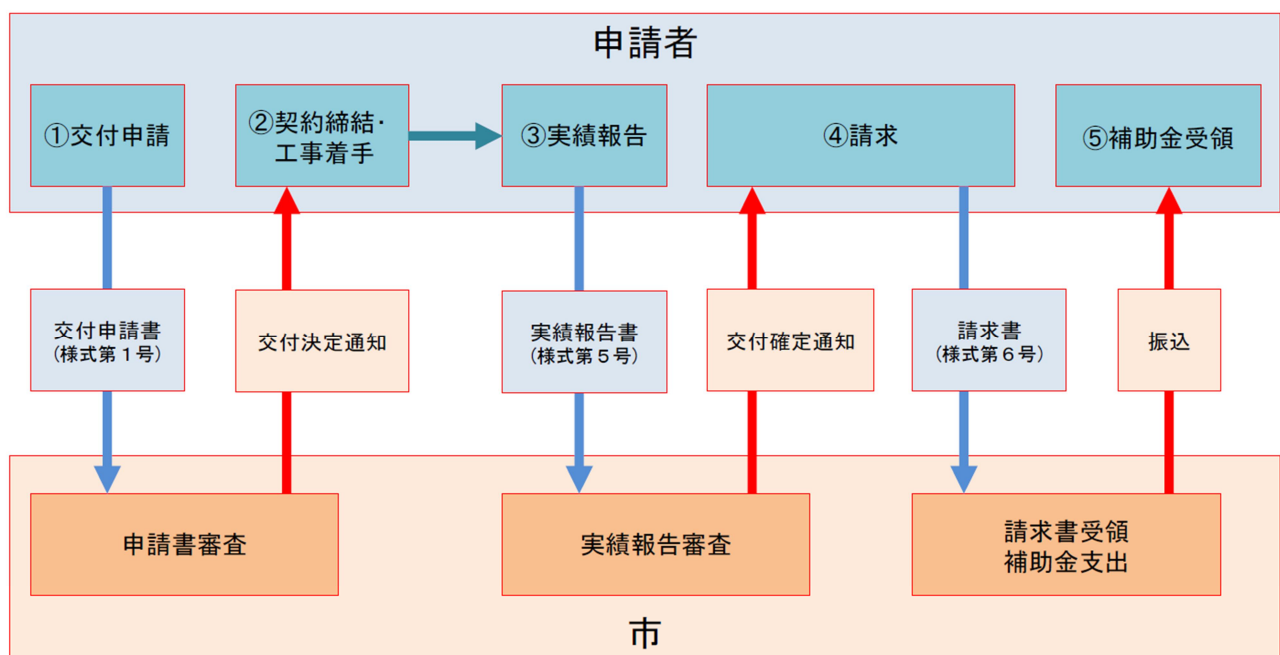 申請者
①交付申請
②契約締結・
工事着手
③実績報告
④請求
⑤補助金受領
交付申請書
(様式第１号)
交付決定通知
実績報告書
(様式第５号)
交付確定通知
請求書
(様式第６号)
振込
申請書審査
実績報告審査
請求書受領
補助金支出
市